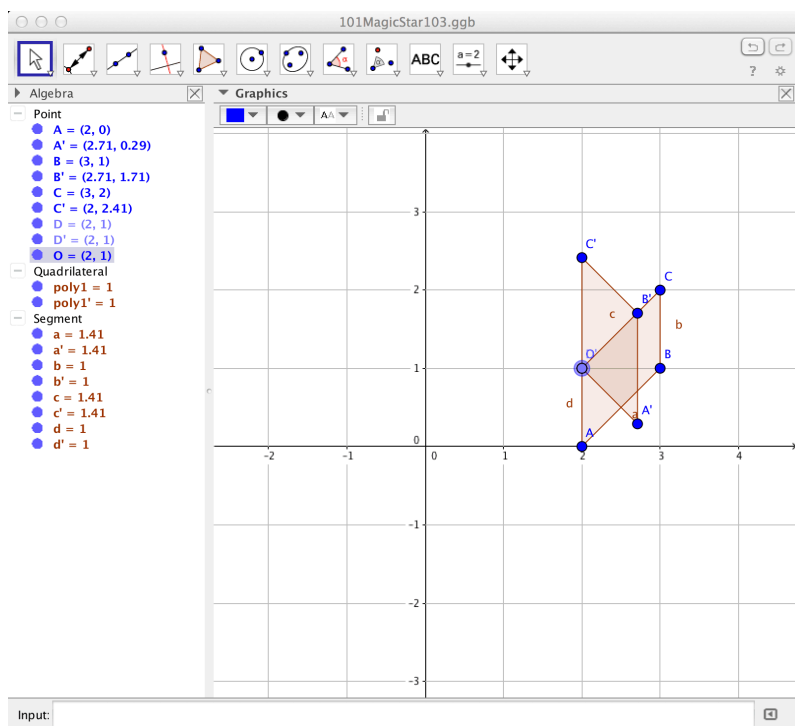 101MagicStar103.ggb
ABC
a=2
?
Algebra
Graphics
AA
Point
A = (2, 0)
A' = (2.71, 0.29)
B = (3, 1)
B' = (2.71, 1.71)
C = (3, 2)
C' = (2, 2.41)
D = (2, 1)
D' = (2, 1)
O = (2, 1)
Quadrilateral
poly1 = 1
poly1' = 1
Segment
a = 1.41
a' = 1.41
b = 1
b' = 1
c = 1.41
c' = 1.41
d = 1
d' = 1
3
2
1
0
-1
-2
-3
-2
-1
0
1
2
3
4
C'
C
B'
c
b
O'
B
d
a
A'
A
Input: